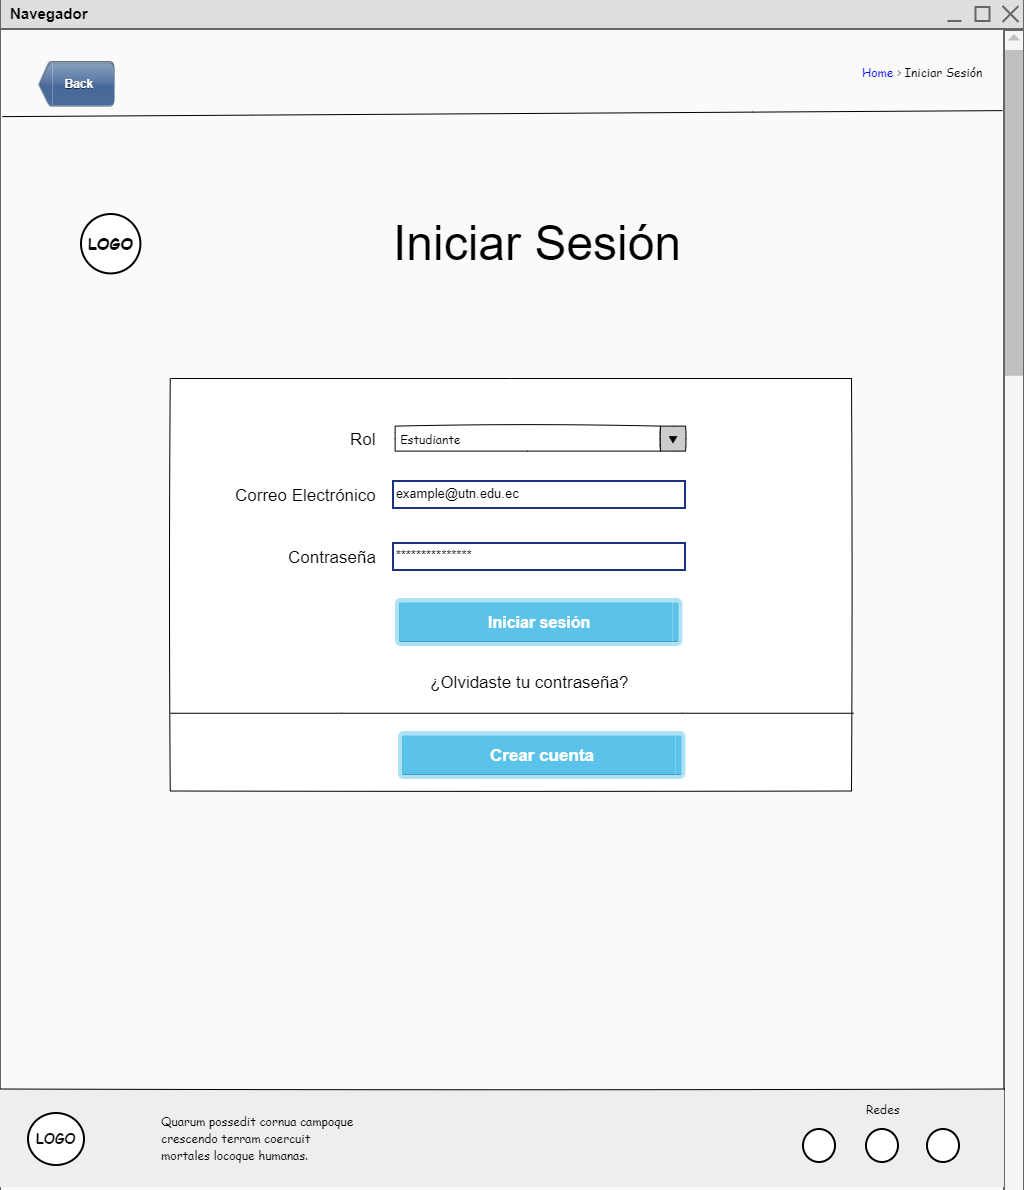 Navegador
Back
Home > Iniciar Sesión
LOGO
Iniciar Sesión
Rol
Estudiante
Correo Electrónico
example@utn.edu.ec
Contraseña
***************
Iniciar sesión
¿Olvidaste tu contraseña?
Crear cuenta
LOGO
Quarum possedit cornua campoque
crescendo terram coercuit
mortales locoque humanas.
Redes